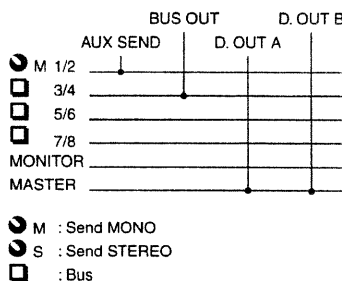 BUS OUT D. OUT B
AUX SEND D. OUT A
M 1/2
3/4
5/6
7/8
MONITOR
MASTER
M : Send MONO
S : Send STEREO
: Bus